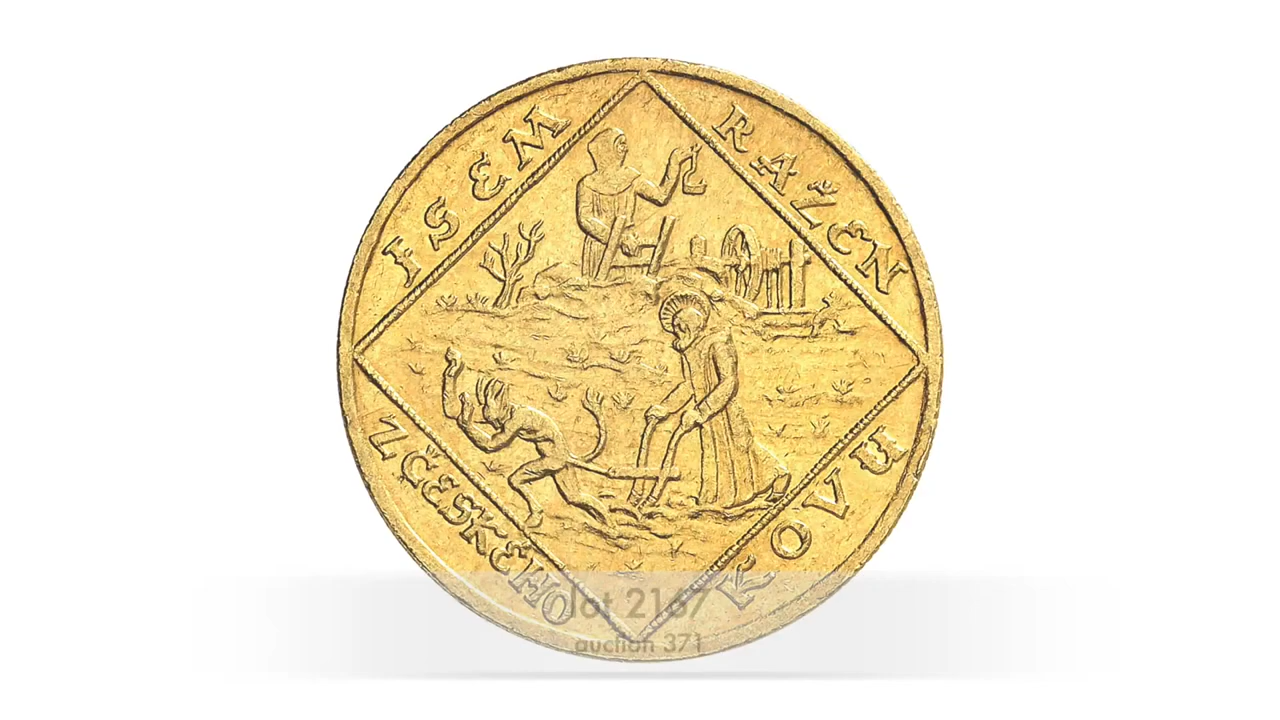 JSEM
RAŽEN
Z ČESKÉHO
KOVU
lot 2167
auction 371